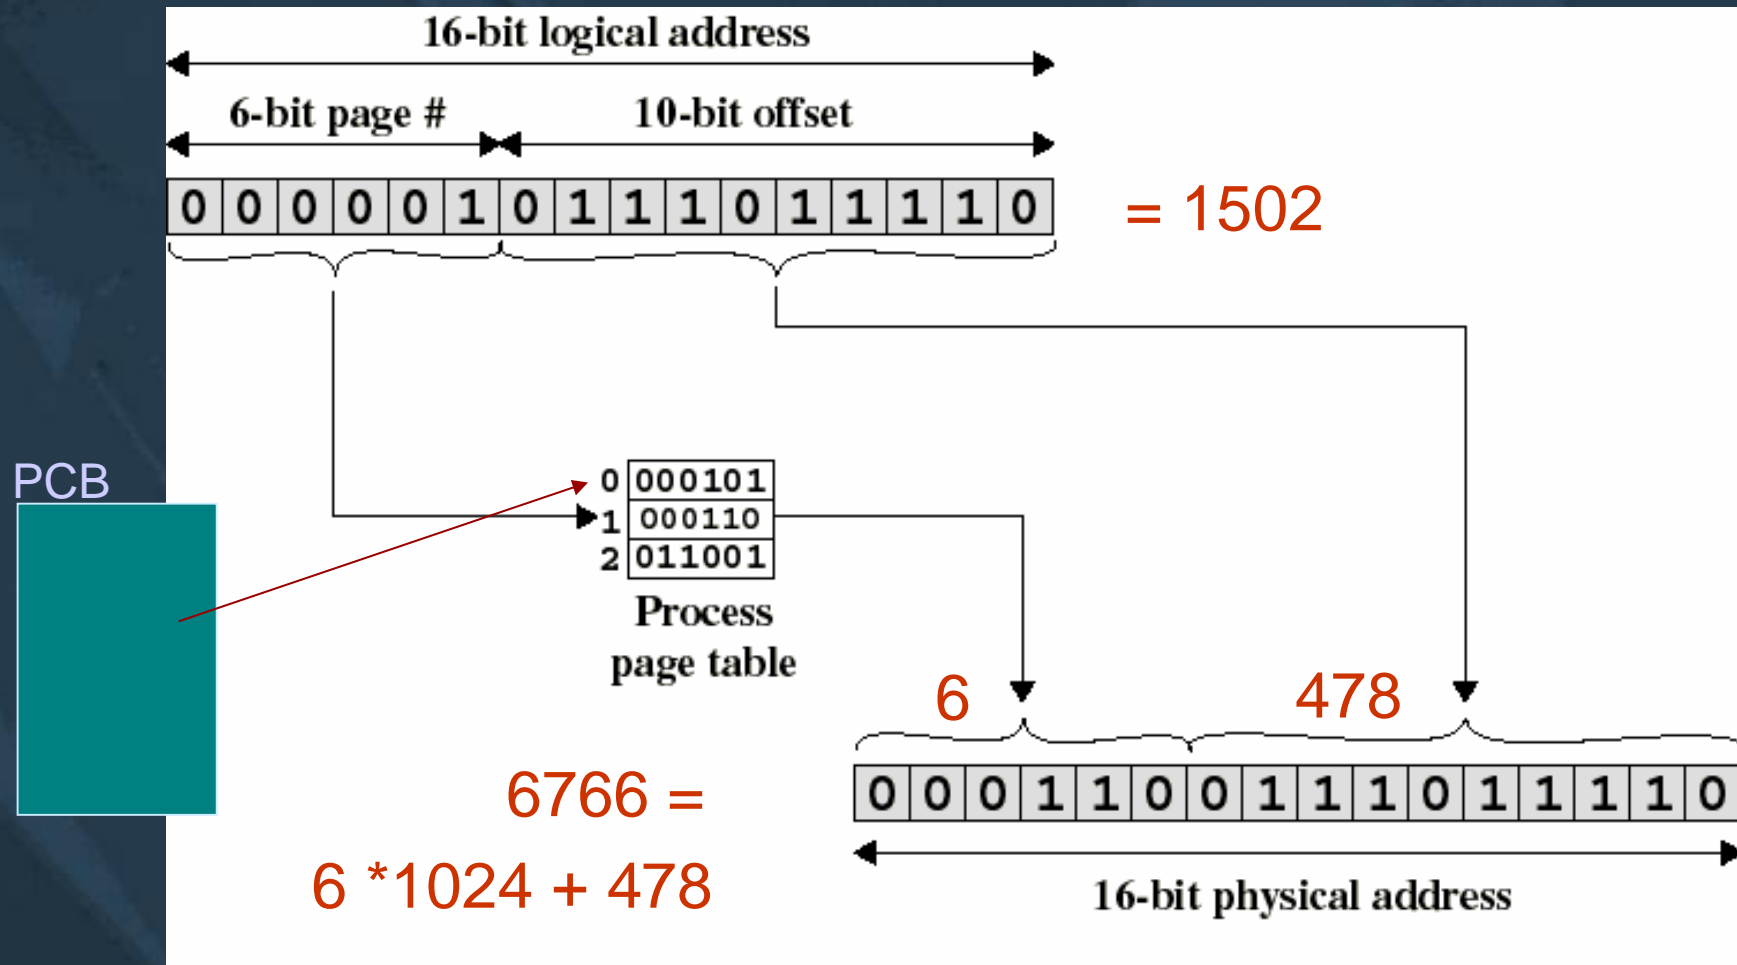 16-bit logical address
6-bit page # 10-bit offset
0 0 0 0 0 1 0 1 1 1 0 1 1 1 1 0 = 1502
PCB
0 000101
1 000110
2 011001
Process
page table
6 478
6766 = 0 0 0 1 1 0 0 1 1 1 0 1 1 1 1 0
6 *1024 + 478
16-bit physical address